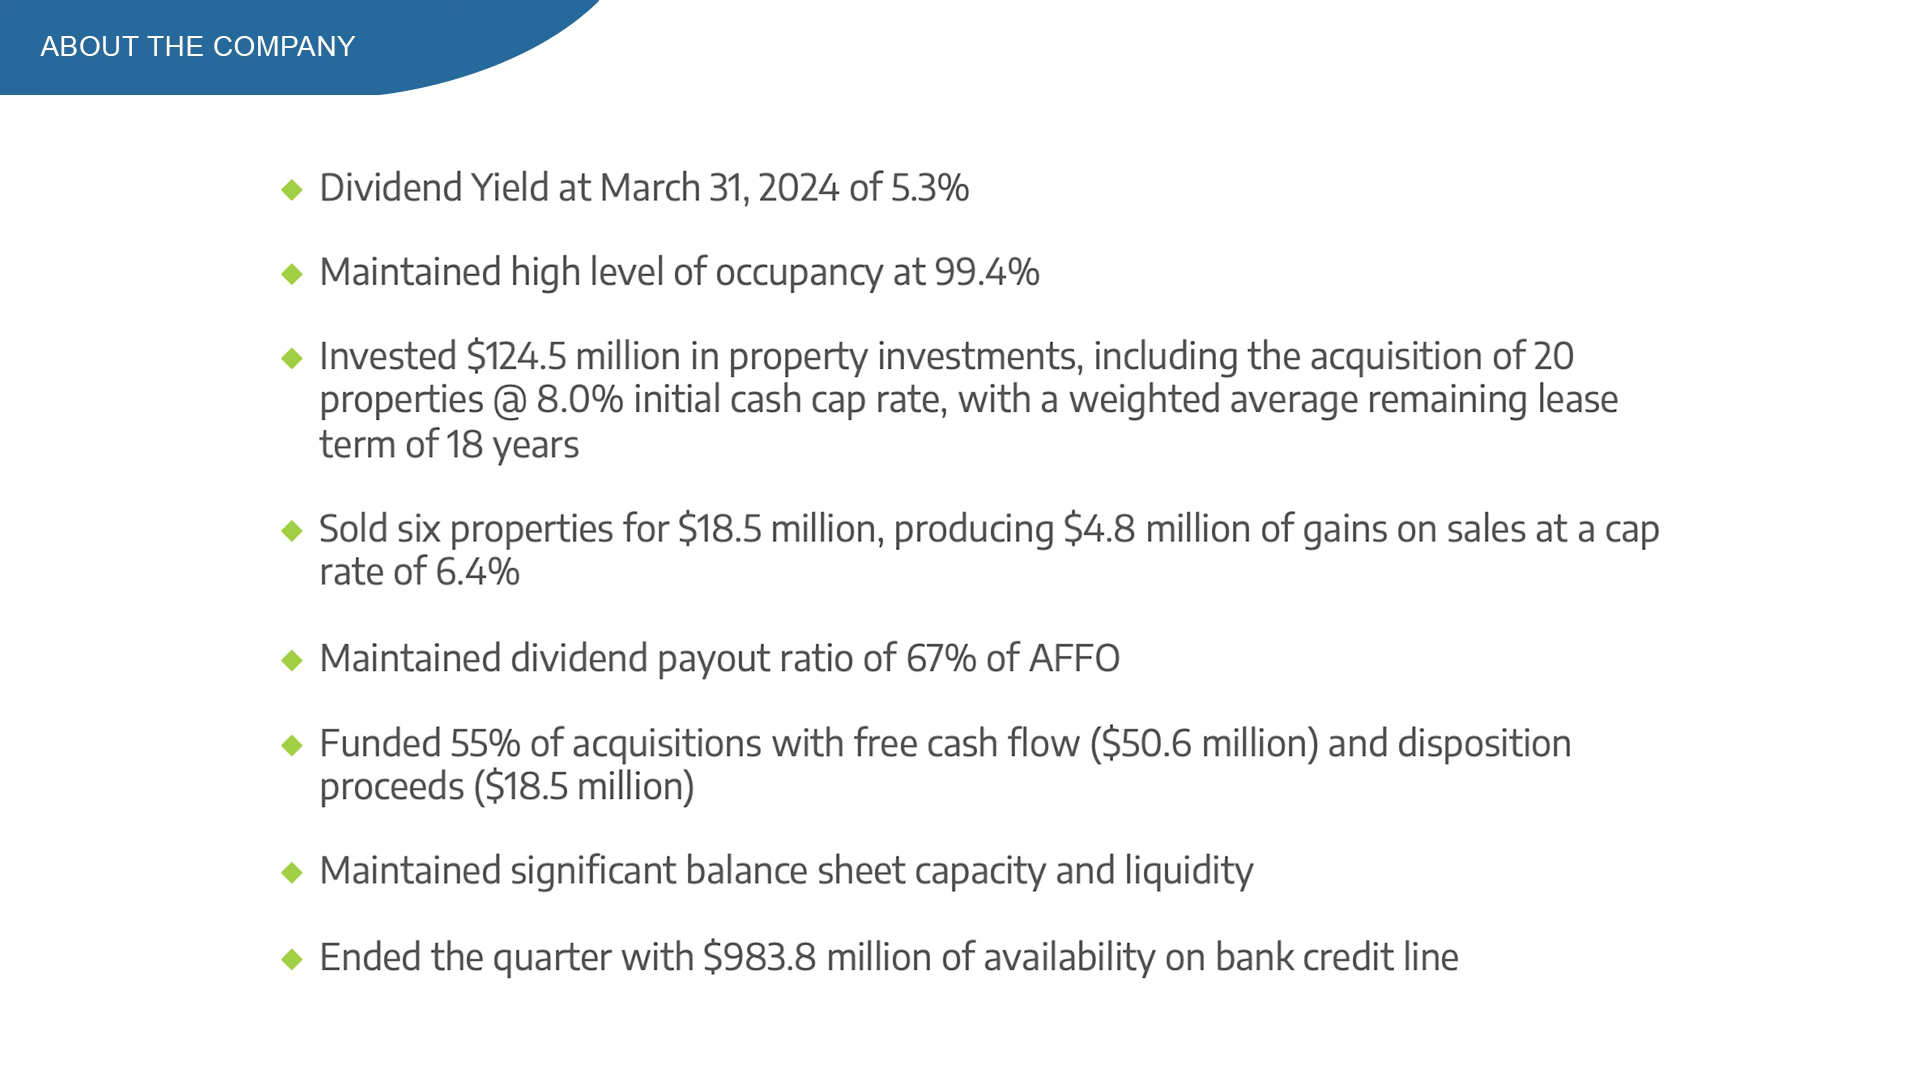 ABOUT THE COMPANY
Dividend Yield at March 31, 2024 of 5.3%
Maintained high level of occupancy at 99.4%
Invested $124.5 million in property investments, including the acquisition of 20
properties @ 8.0% initial cash cap rate, with a weighted average remaining lease
term of 18 years
Sold six properties for $18.5 million, producing $4.8 million of gains on sales at a cap
rate of 6.4%
Maintained dividend payout ratio of 67% of AFFO
Funded 55% of acquisitions with free cash flow ($50.6 million) and disposition
proceeds ($18.5 million)
Maintained significant balance sheet capacity and liquidity
Ended the quarter with $983.8 million of availability on bank credit line